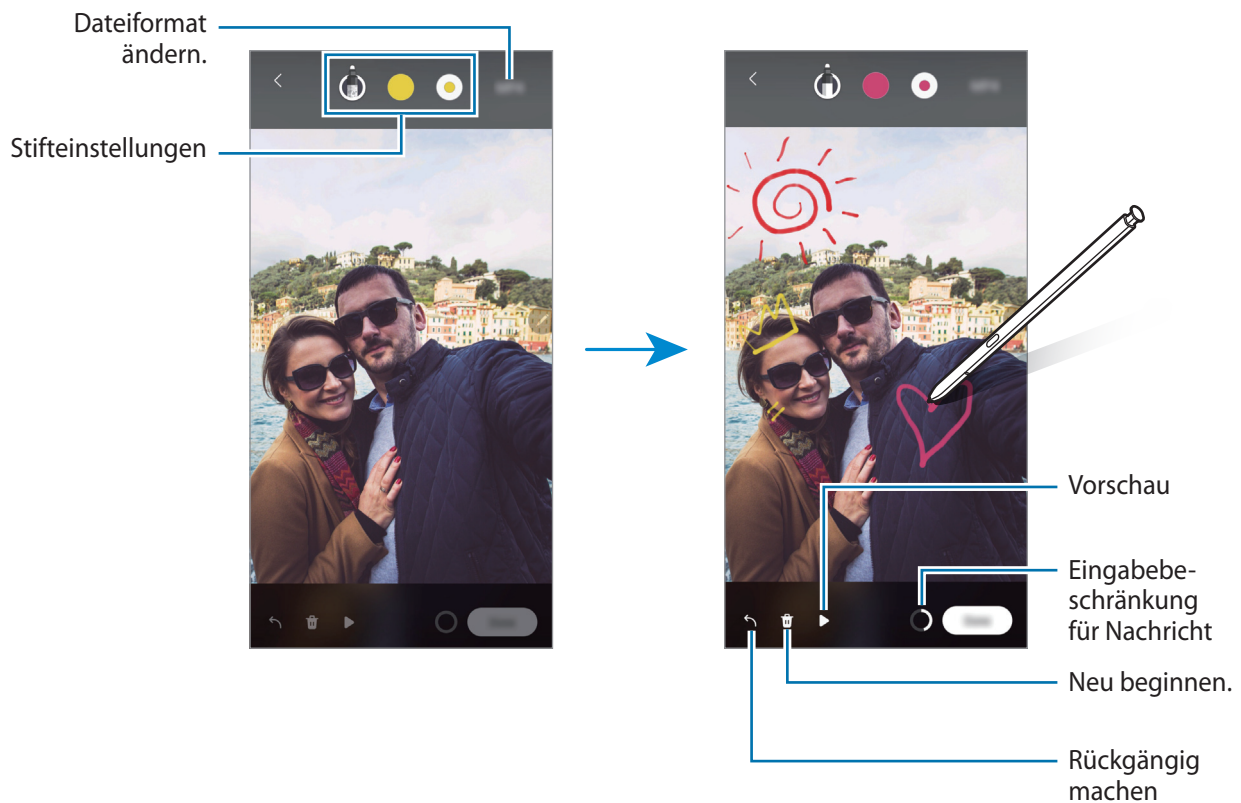 Dateiformat
ändern.
Stifteinstellungen
Vorschau
Eingabebe-
schränkung
für Nachricht
Neu beginnen.
Rückgängig
machen